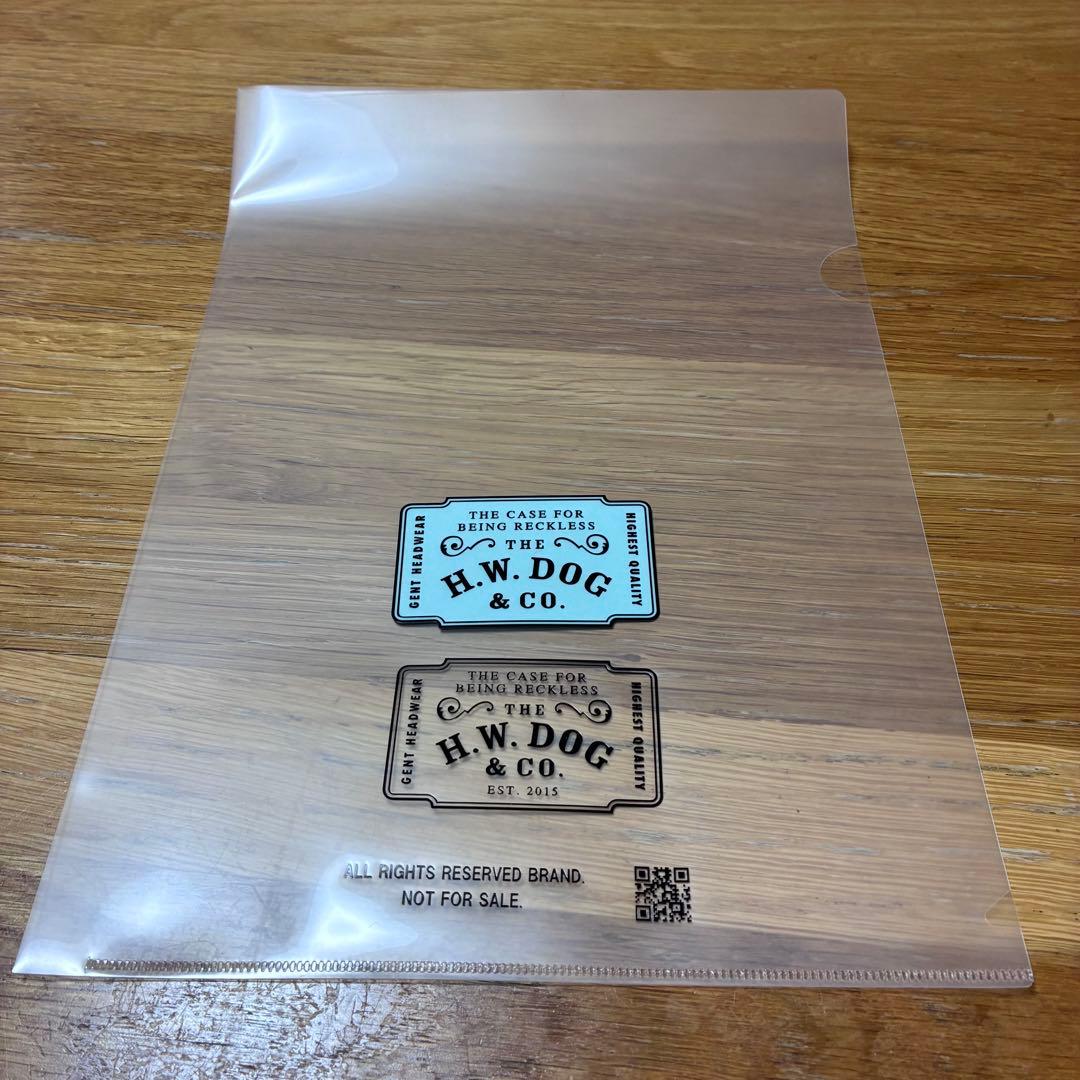 THE CASE FOR
BEING RECKLESS
GENT HEADWEAR
THE
HIGHEST QUALITY
H.W. DOG
& CO.
THE CASE FOR
BEING RECKLESS
GENT HEADWEAR
THE
HIGHEST QUALITY
H.W. DOG
& CO.
EST. 2015
ALL RIGHTS RESERVED BRAND.
NOT FOR SALE.